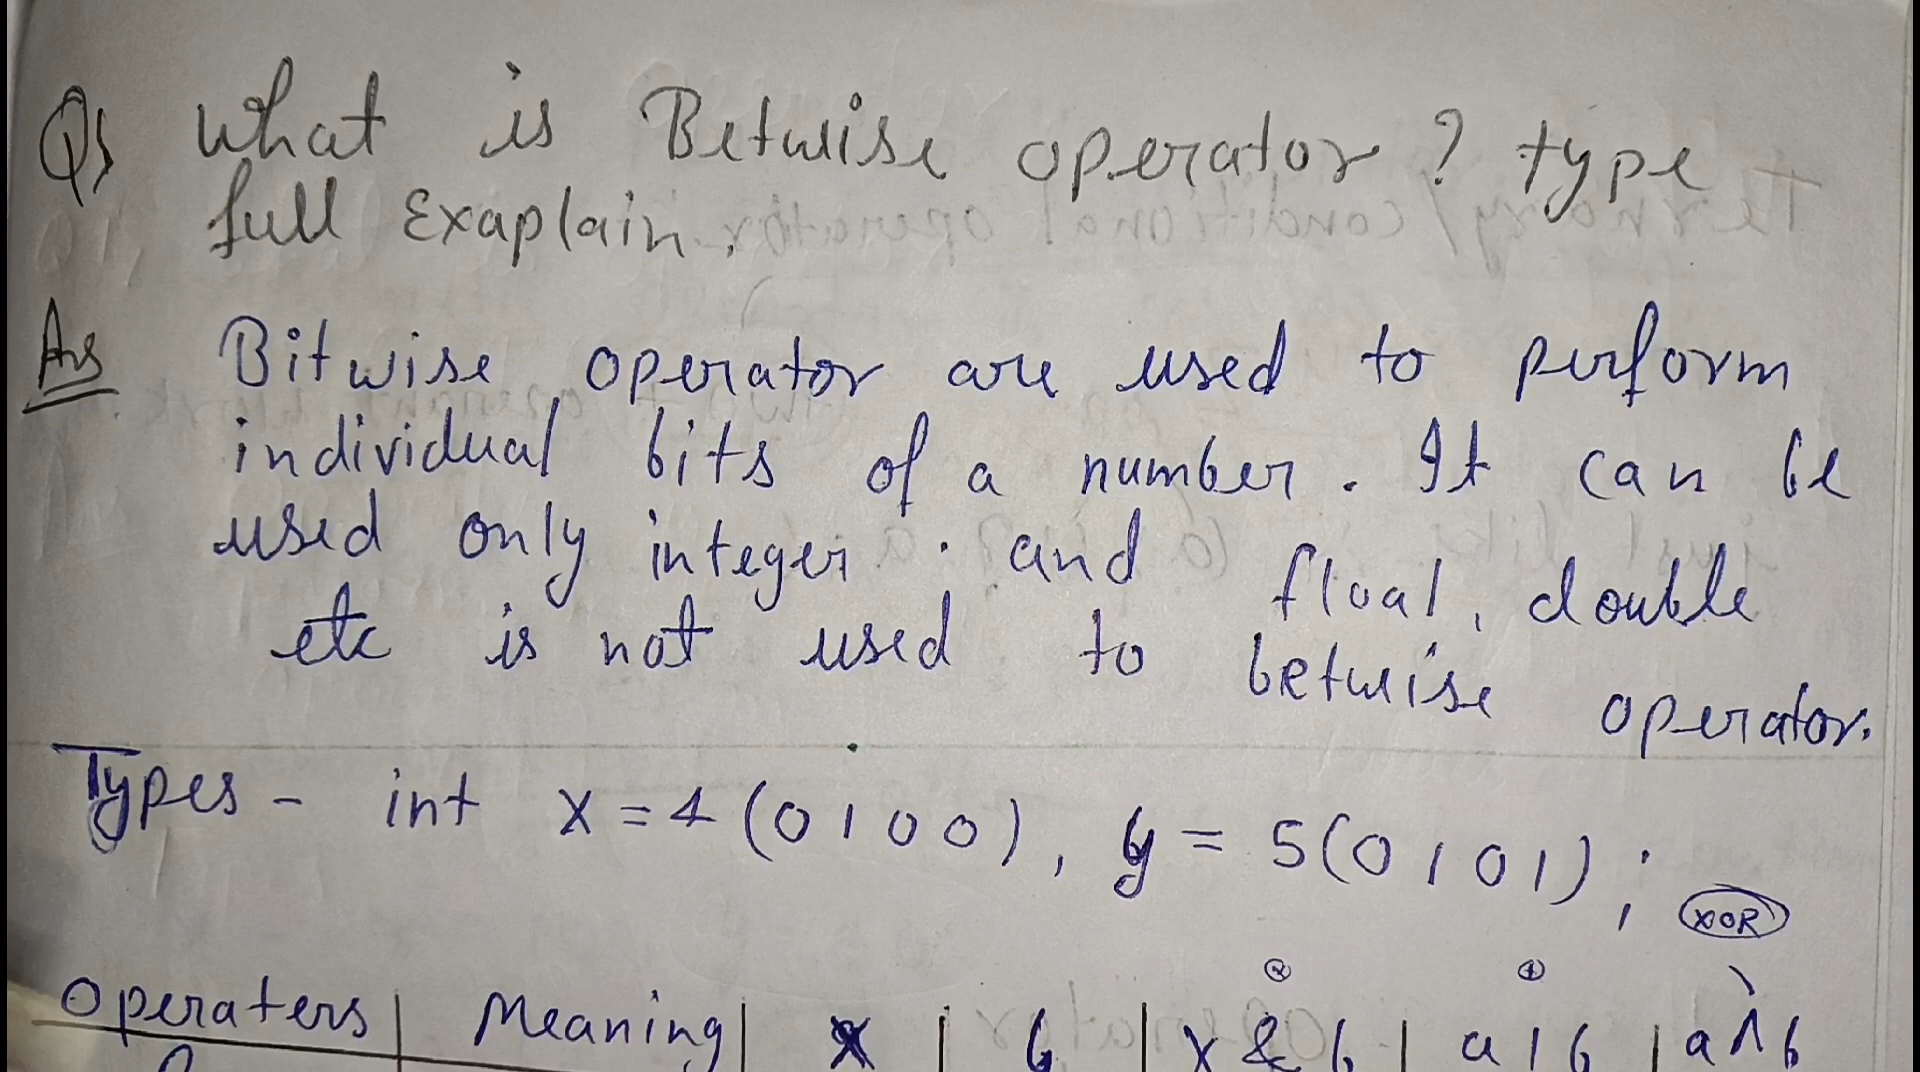 Qs What is Betwise operator? type
full Exaplain.
Ans Bitwise operator are used to perform
individual bits of a number. It can be
used only integer. and float, double
etc is not used to betwise operator.
Types - int x = 4 (0100), y = 5(0101);
XOR
Operaters | Meaning | x | b | x & b | a | b | a ^ b